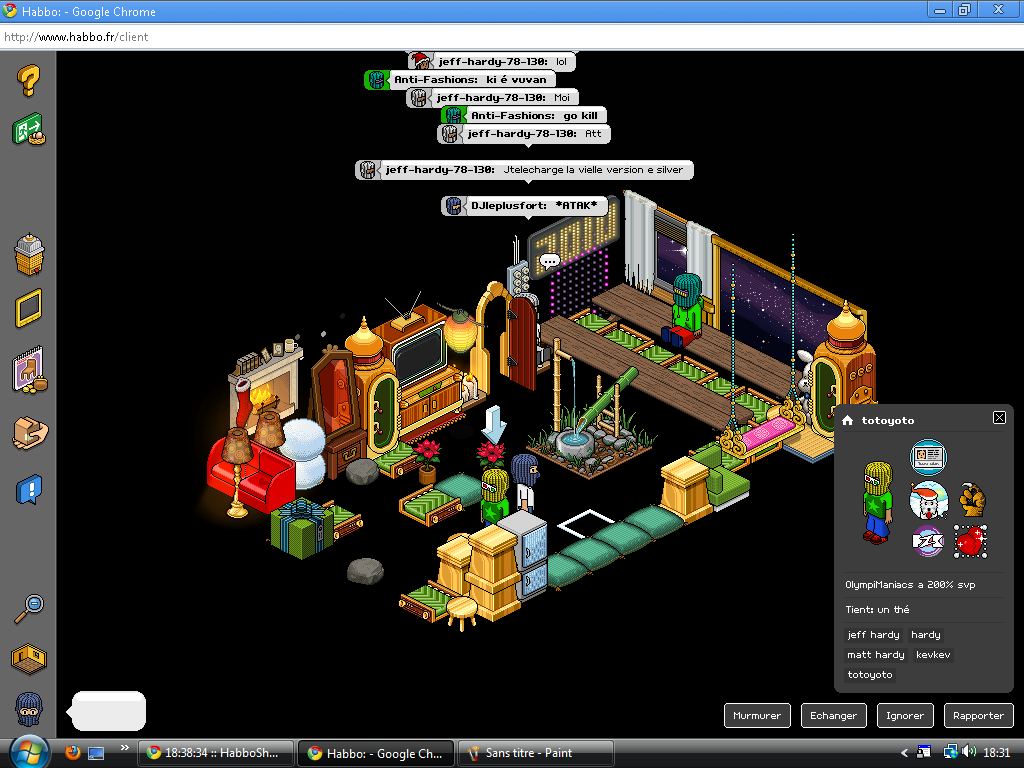 Habbo: - Google Chrome
http://www.habbo.fr/client
jeff-hardy-78-130: lol
Anti-Fashions: ki é vuvan
jeff-hardy-78-130: Moi
Anti-Fashions: go kill
jeff-hardy-78-130: Att
jeff-hardy-78-130: Jtelecharge la vielle version e silver
DJleplusfort: *ATAK*
totoyoto
OlympiManiacs a 200% svp
Tient: un thé
jeff hardy hardy
matt hardy kevkev
totoyoto
Murmurer Echanger Ignorer Rapporter
18:38:34 :: HabboSh... Habbo: - Google Ch... Sans titre - Paint 18:31